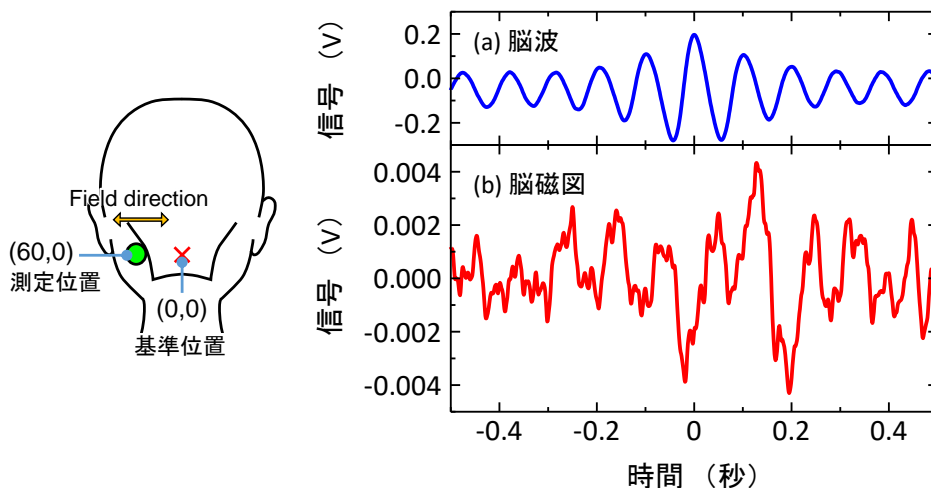 Field direction
(60,0)
測定位置
(0,0)
基準位置
(a) 脳波
信号 (V)
0.2
0.0
-0.2
(b) 脳磁図
信号 (V)
0.004
0.002
0.000
-0.002
-0.004
-0.4
-0.2
0
0.2
0.4
時間 (秒)